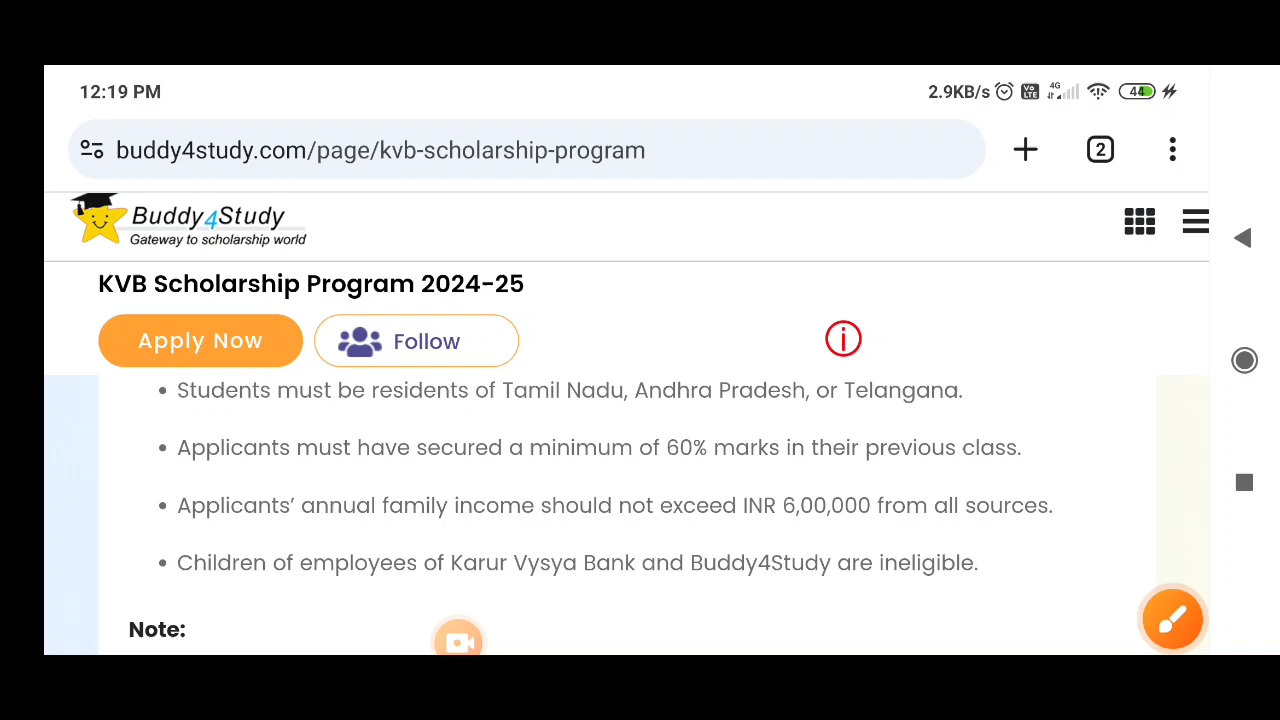 12:19 PM
2.9KB/s Vo LTE 4G 44
buddy4study.com/page/kvb-scholarship-program
2
Buddy4Study
Gateway to scholarship world
KVB Scholarship Program 2024-25
Apply Now
Follow
i
• Students must be residents of Tamil Nadu, Andhra Pradesh, or Telangana.
• Applicants must have secured a minimum of 60% marks in their previous class.
• Applicants’ annual family income should not exceed INR 6,00,000 from all sources.
• Children of employees of Karur Vysya Bank and Buddy4Study are ineligible.
Note: